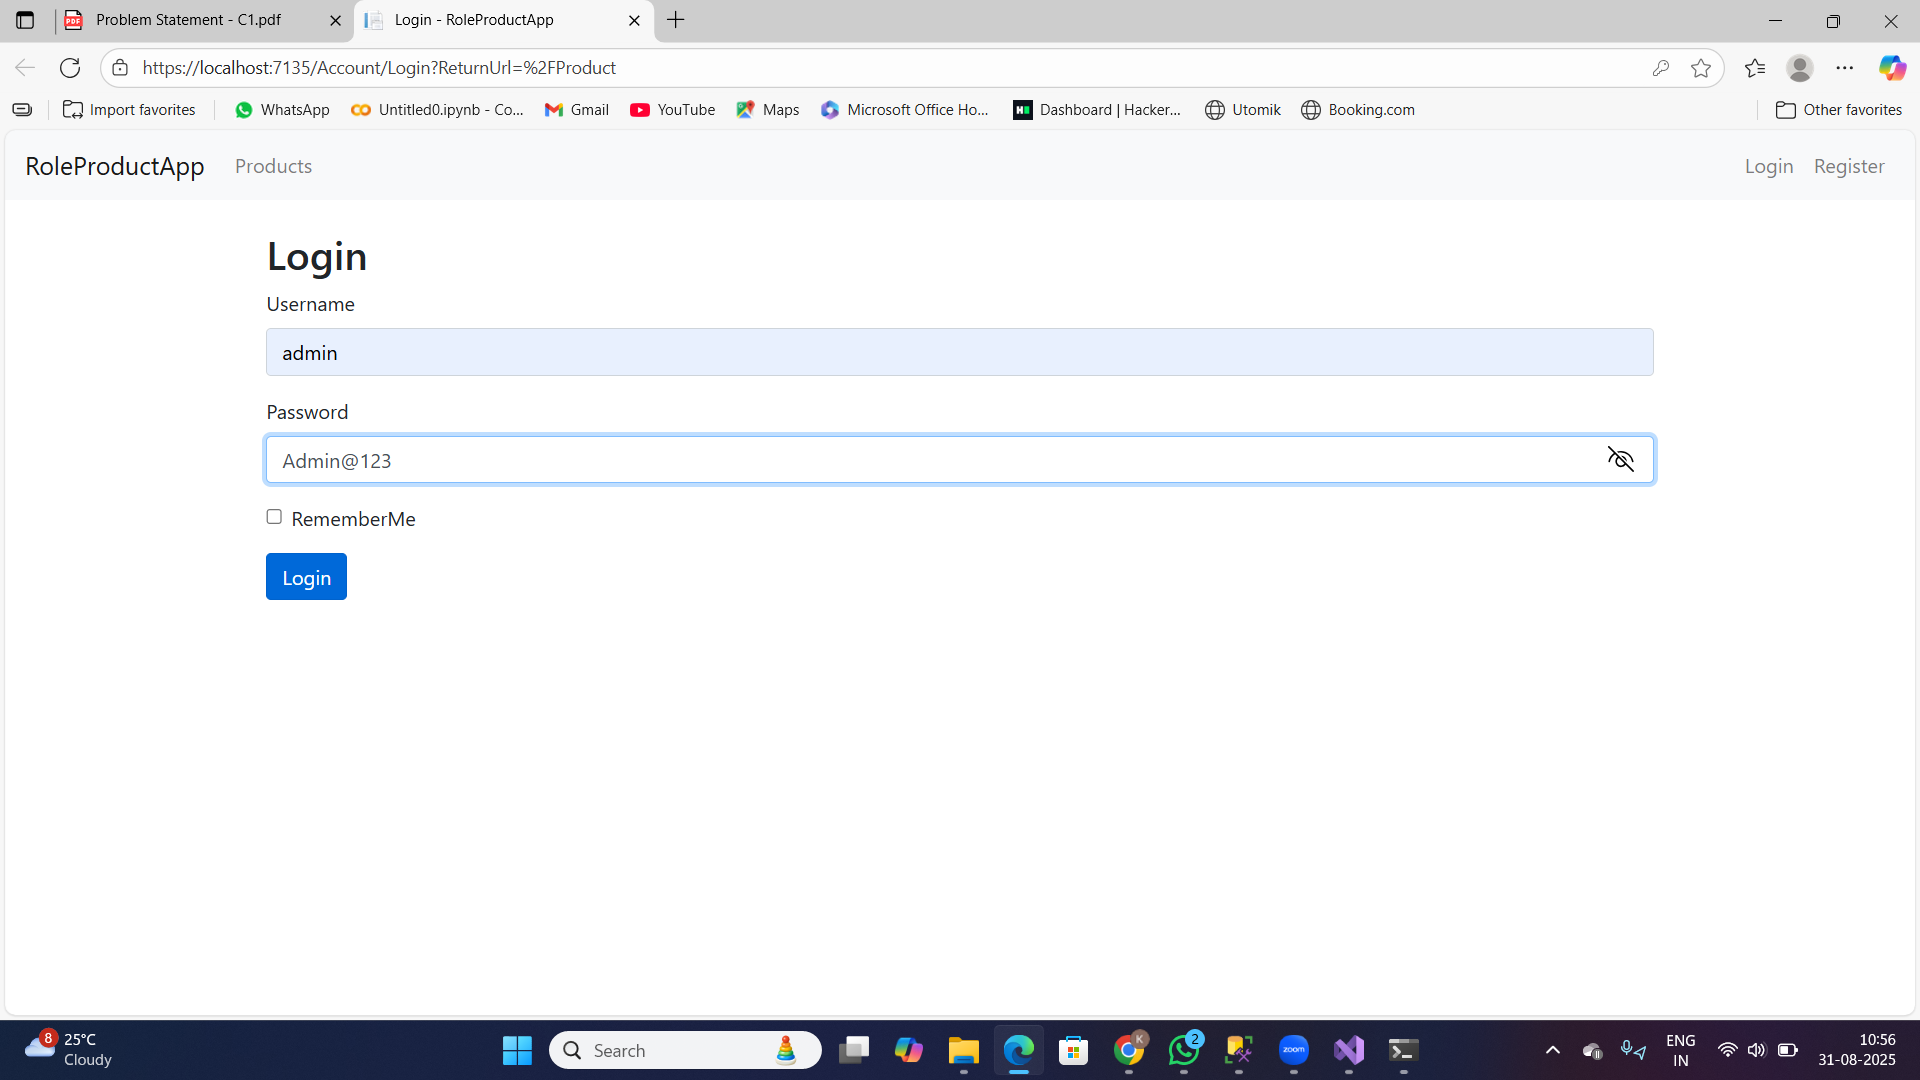 Problem Statement - C1.pdf
Login - RoleProductApp
https://localhost:7135/Account/Login?ReturnUrl=%2FProduct
Import favorites
WhatsApp
Untitled0.ipynb - Co...
Gmail
YouTube
Maps
Microsoft Office Ho...
Dashboard | Hacker...
Utomik
Booking.com
Other favorites
RoleProductApp
Products
Login
Register
Login
Username
admin
Password
Admin@123
RememberMe
Login
8
25°C
Cloudy
Search
K
2
zoom
ENG
IN
10:56
31-08-2025